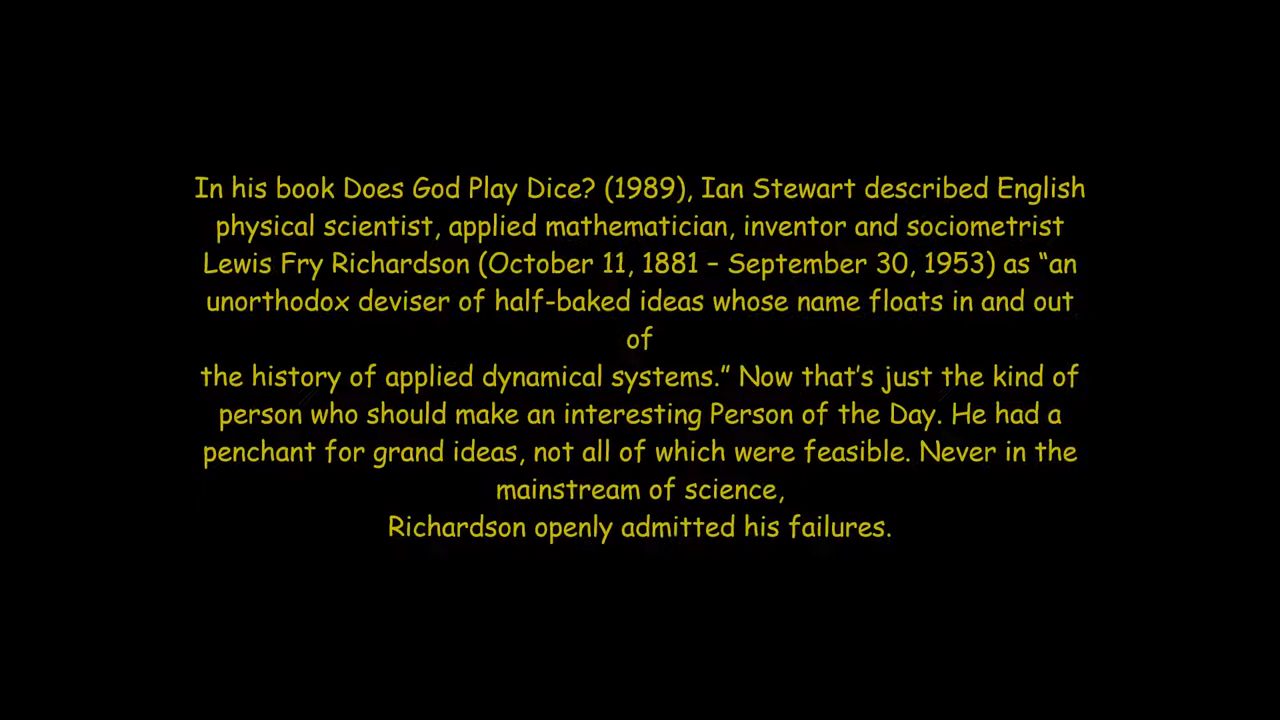 In his book Does God Play Dice? (1989), Ian Stewart described English
physical scientist, applied mathematician, inventor and sociometrist
Lewis Fry Richardson (October 11, 1881 – September 30, 1953) as “an
unorthodox deviser of half-baked ideas whose name floats in and out
of
the history of applied dynamical systems.” Now that’s just the kind of
person who should make an interesting Person of the Day. He had a
penchant for grand ideas, not all of which were feasible. Never in the
mainstream of science,
Richardson openly admitted his failures.